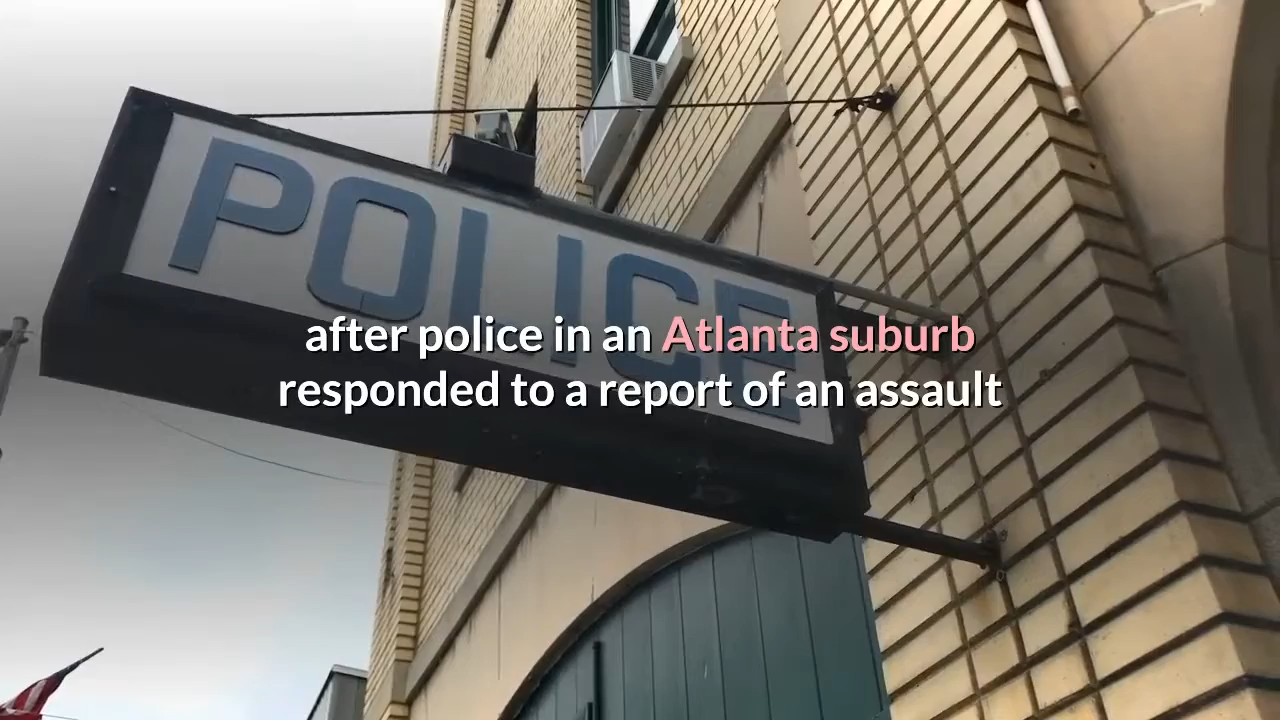 POLICE
after police in an Atlanta suburb
responded to a report of an assault